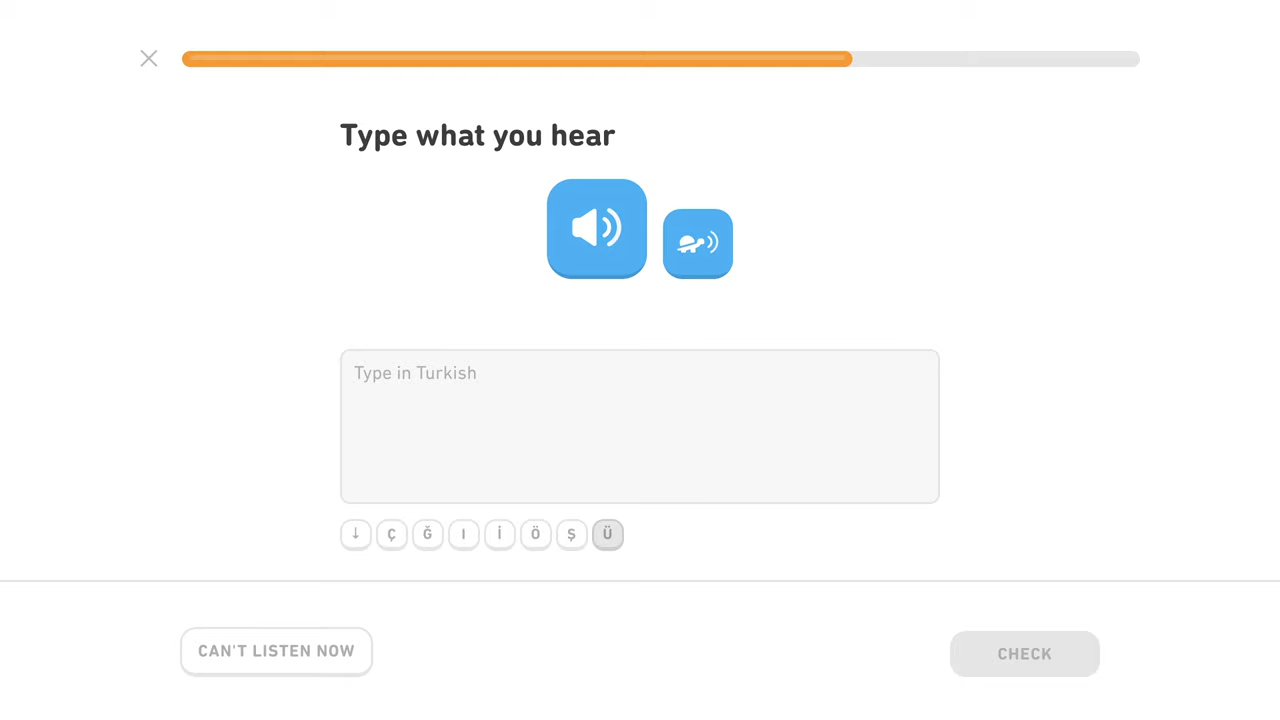 Type what you hear
Type in Turkish
↓ Ç Ğ I İ Ö Ş Ü
CAN'T LISTEN NOW
CHECK